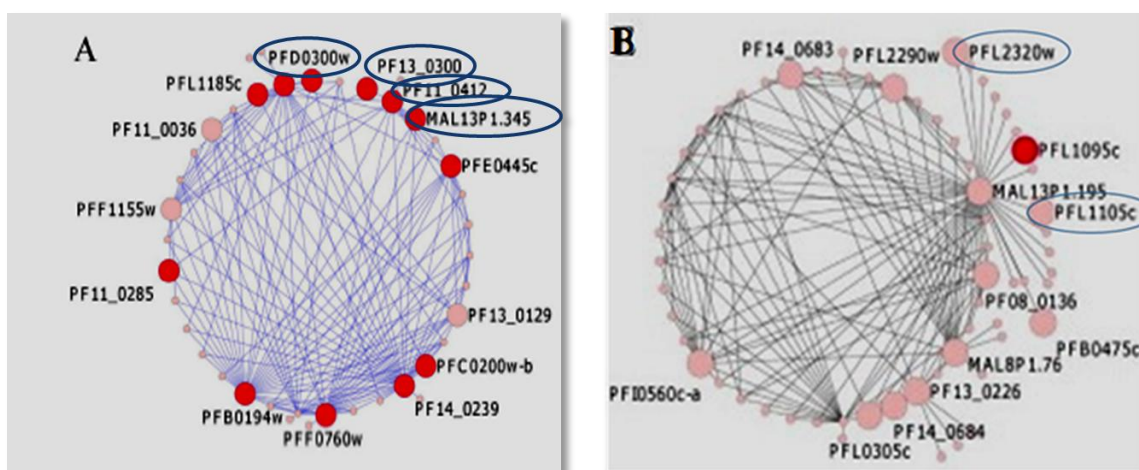 A
PFD0300w
PF13_0300
PFL1185c
PF11_0412
MAL13P1.345
PF11_0036
PFE0445c
PFF1155w
PF11_0285
PF13_0129
PFC0200w-b
PFB0194w
PF14_0239
PFF0760w
B
PF14_0683
PFL2290w
PFL2320w
PFL1095c
MAL13P1.195
PFL1105c
PF08_0136
PFB0475c
MAL8P1.76
PFI0560c-a
PF13_0226
PF14_0684
PFL0305c